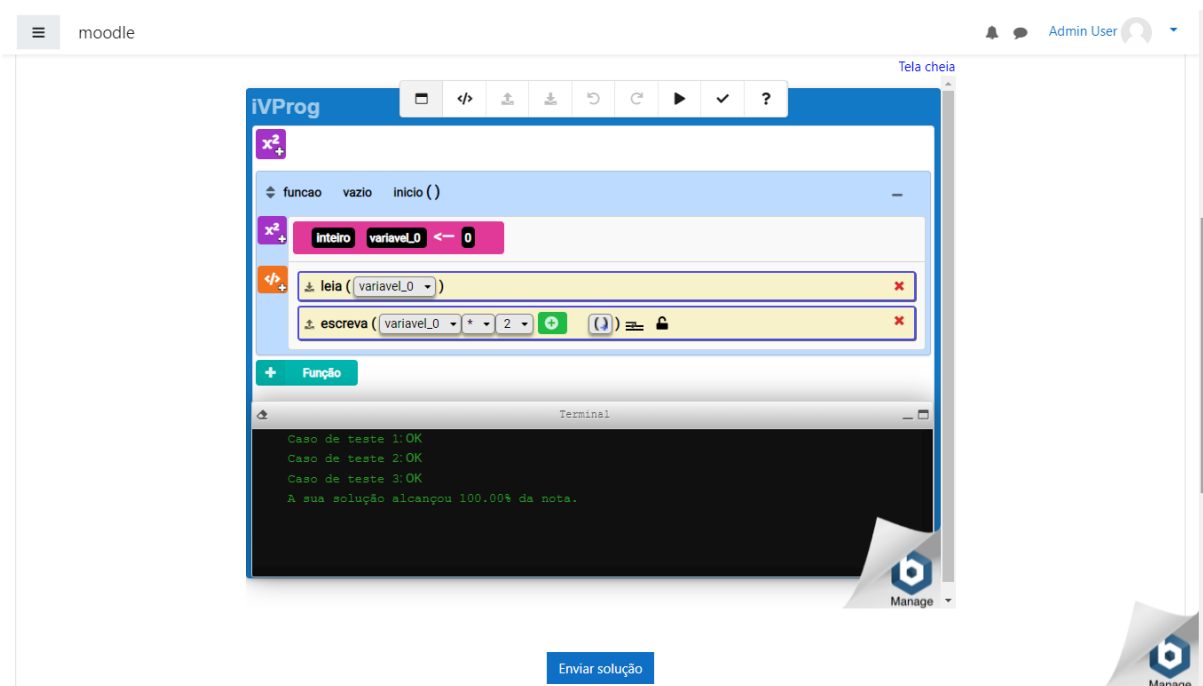 moodle
Admin User
Tela cheia
iVProg
</>
?
x²
funcao vazio inicio ( )
x² inteiro variavel_0 <— 0
</> leia ( variavel_0 )
escreva ( variavel_0 * 2 ( ) )
Função
Terminal
Caso de teste 1: OK
Caso de teste 2: OK
Caso de teste 3: OK
A sua solução alcançou 100.00% da nota.
Manage
Enviar solução
Manage